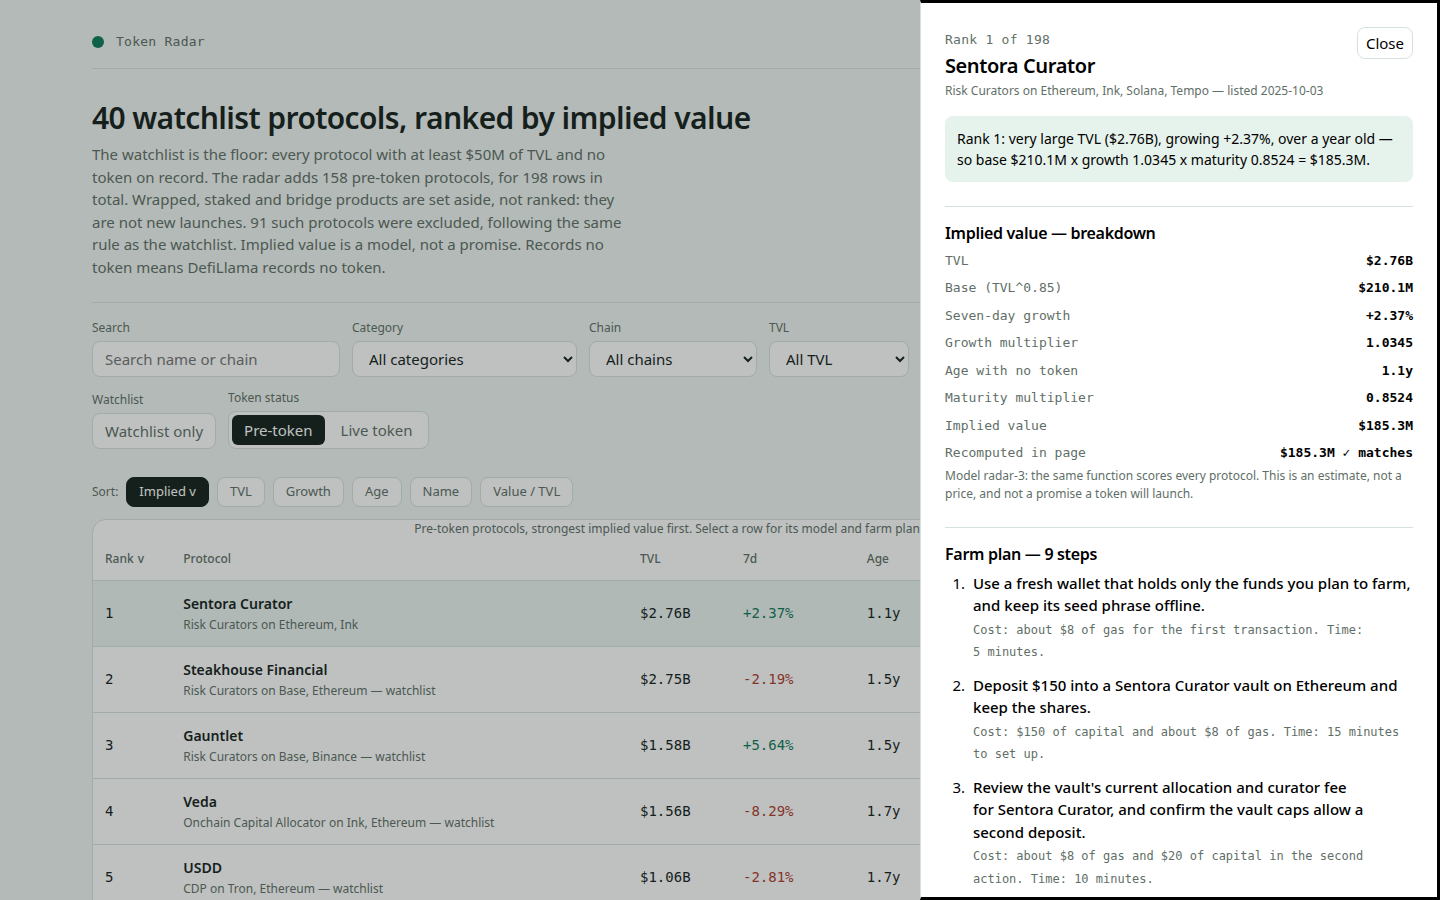 Token Radar
40 watchlist protocols, ranked by implied value
The watchlist is the floor: every protocol with at least $50M of TVL and no
token on record. The radar adds 158 pre-token protocols, for 198 rows in
total. Wrapped, staked and bridge products are set aside, not ranked: they
are not new launches. 91 such protocols were excluded, following the same
rule as the watchlist. Implied value is a model, not a promise. Records no
token means DefiLlama records no token.
Search
Category
Chain
TVL
Search name or chain
All categories
All chains
All TVL
Watchlist
Token status
Watchlist only
Pre-token
Live token
Sort:
Implied v
TVL
Growth
Age
Name
Value / TVL
Pre-token protocols, strongest implied value first. Select a row for its model and farm plan
Rank v
Protocol
TVL
7d
Age
1
Sentora Curator
Risk Curators on Ethereum, Ink
$2.76B
+2.37%
1.1y
2
Steakhouse Financial
Risk Curators on Base, Ethereum — watchlist
$2.75B
-2.19%
1.5y
3
Gauntlet
Risk Curators on Base, Binance — watchlist
$1.58B
+5.64%
1.5y
4
Veda
Onchain Capital Allocator on Ink, Ethereum — watchlist
$1.56B
-8.29%
1.7y
5
USDD
CDP on Tron, Ethereum — watchlist
$1.06B
-2.81%
1.7y
Rank 1 of 198
Close
Sentora Curator
Risk Curators on Ethereum, Ink, Solana, Tempo — listed 2025-10-03
Rank 1: very large TVL ($2.76B), growing +2.37%, over a year old —
so base $210.1M x growth 1.0345 x maturity 0.8524 = $185.3M.
Implied value — breakdown
TVL $2.76B
Base (TVL^0.85) $210.1M
Seven-day growth +2.37%
Growth multiplier 1.0345
Age with no token 1.1y
Maturity multiplier 0.8524
Implied value $185.3M
Recomputed in page $185.3M ✓ matches
Model radar-3: the same function scores every protocol. This is an estimate, not a
price, and not a promise a token will launch.
Farm plan — 9 steps
1. Use a fresh wallet that holds only the funds you plan to farm,
and keep its seed phrase offline.
Cost: about $8 of gas for the first transaction. Time:
5 minutes.
2. Deposit $150 into a Sentora Curator vault on Ethereum and
keep the shares.
Cost: $150 of capital and about $8 of gas. Time: 15 minutes
to set up.
3. Review the vault's current allocation and curator fee
for Sentora Curator, and confirm the vault caps allow a
second deposit.
Cost: about $8 of gas and $20 of capital in the second
action. Time: 10 minutes.